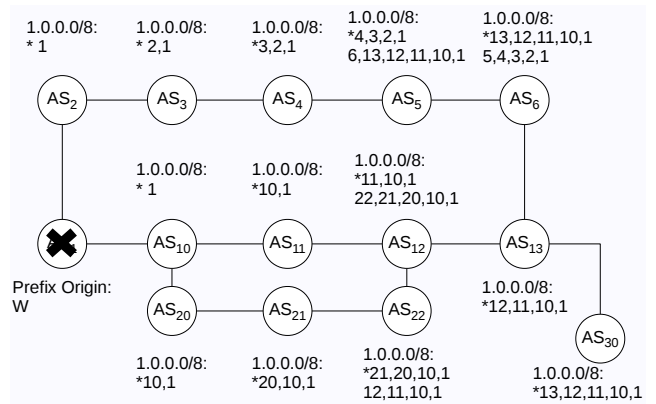 1.0.0.0/8:
* 1
1.0.0.0/8:
* 2,1
1.0.0.0/8:
*3,2,1
1.0.0.0/8:
*4,3,2,1
6,13,12,11,10,1
1.0.0.0/8:
*13,12,11,10,1
5,4,3,2,1
AS2
AS3
AS4
AS5
AS6
1.0.0.0/8:
* 1
1.0.0.0/8:
*10,1
1.0.0.0/8:
*11,10,1
22,21,20,10,1
AS10
AS11
AS12
AS13
Prefix Origin:
W
1.0.0.0/8:
*12,11,10,1
AS20
AS21
AS22
AS30
1.0.0.0/8:
*10,1
1.0.0.0/8:
*20,10,1
1.0.0.0/8:
*21,20,10,1
12,11,10,1
1.0.0.0/8:
*13,12,11,10,1